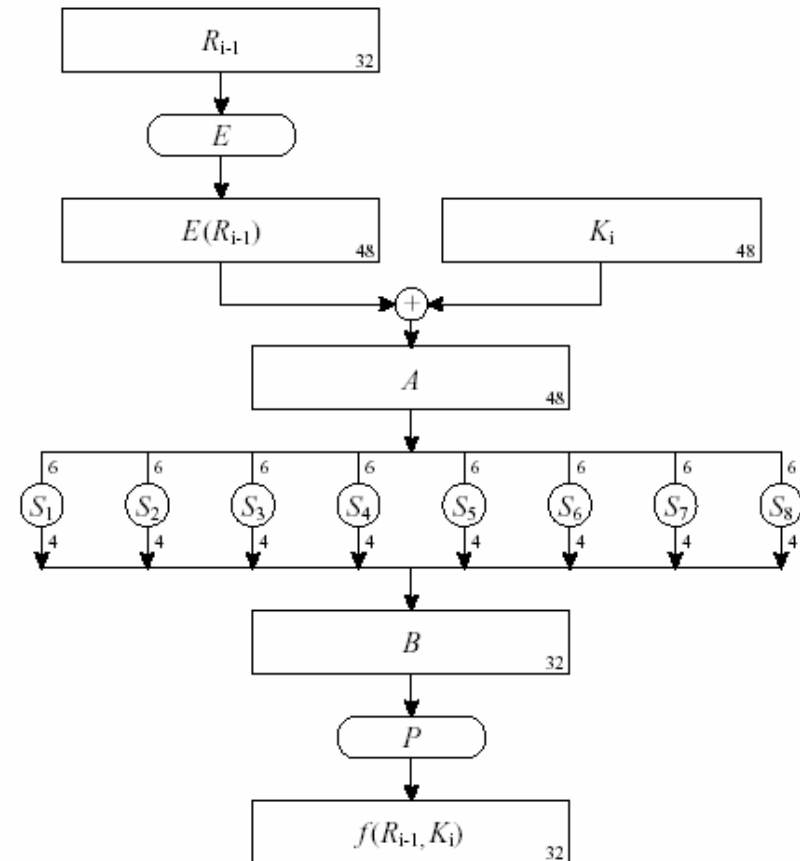 R_{i-1}
32
E
E(R_{i-1})
48
K_i
48
+
A
48
6 6 6 6 6 6 6 6
S_1 S_2 S_3 S_4 S_5 S_6 S_7 S_8
4 4 4 4 4 4 4 4
B
32
P
f(R_{i-1}, K_i)
32